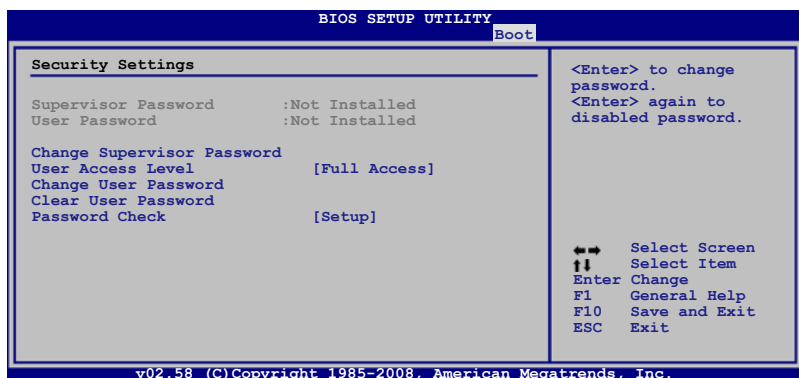 BIOS SETUP UTILITY
Boot
Security Settings
Supervisor Password :Not Installed
User Password :Not Installed
Change Supervisor Password
User Access Level [Full Access]
Change User Password
Clear User Password
Password Check [Setup]
<Enter> to change
password.
<Enter> again to
disabled password.
←→ Select Screen
↑↓ Select Item
Enter Change
F1 General Help
F10 Save and Exit
ESC Exit
v02.58 (C)Copyright 1985-2008, American Megatrends, Inc.